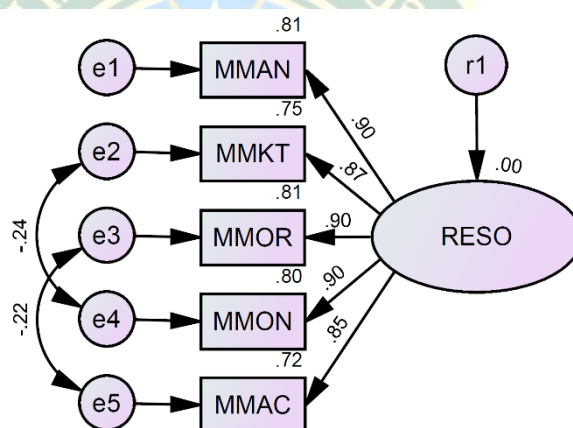 .81
e1
MMAN
r1
.75
.90
.00
e2
MMKT
.87
.81
-.24
e3
MMOR
.90
RESO
.80
.90
-.22
e4
MMON
.85
.72
e5
MMAC